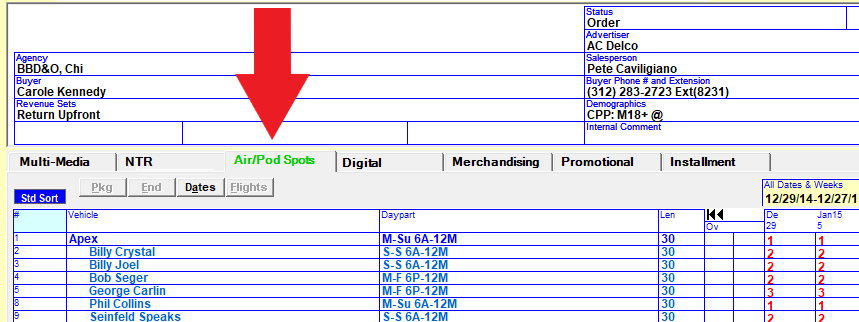 Status
Order
Advertiser
AC Delco
Agency
BBD&O, Chi
Salesperson
Pete Caviligiano
Buyer
Carole Kennedy
Buyer Phone # and Extension
(312) 283-2723 Ext(8231)
Revenue Sets
Return Upfront
Demographics
CPP: M18+ @
Internal Comment
Multi-Media NTR Air/Pod Spots Digital Merchandising Promotional Installment
Std Sort Pkg End Dates Flights
All Dates & Weeks
12/29/14-12/27/1
# Vehicle Daypart Len Ov De 29 Jan15 5
1 Apex M-Su 6A-12M 30 1 1
2 Billy Crystal S-S 6A-12M 30 2 2
3 Billy Joel S-S 6A-12M 30 2 2
4 Bob Seger M-F 6P-12M 30 2 2
5 George Carlin M-F 6P-12M 30 3 3
8 Phil Collins M-Su 6A-12M 30 1 1
9 Seinfeld Speaks S-S 6A-12M 30 2 2